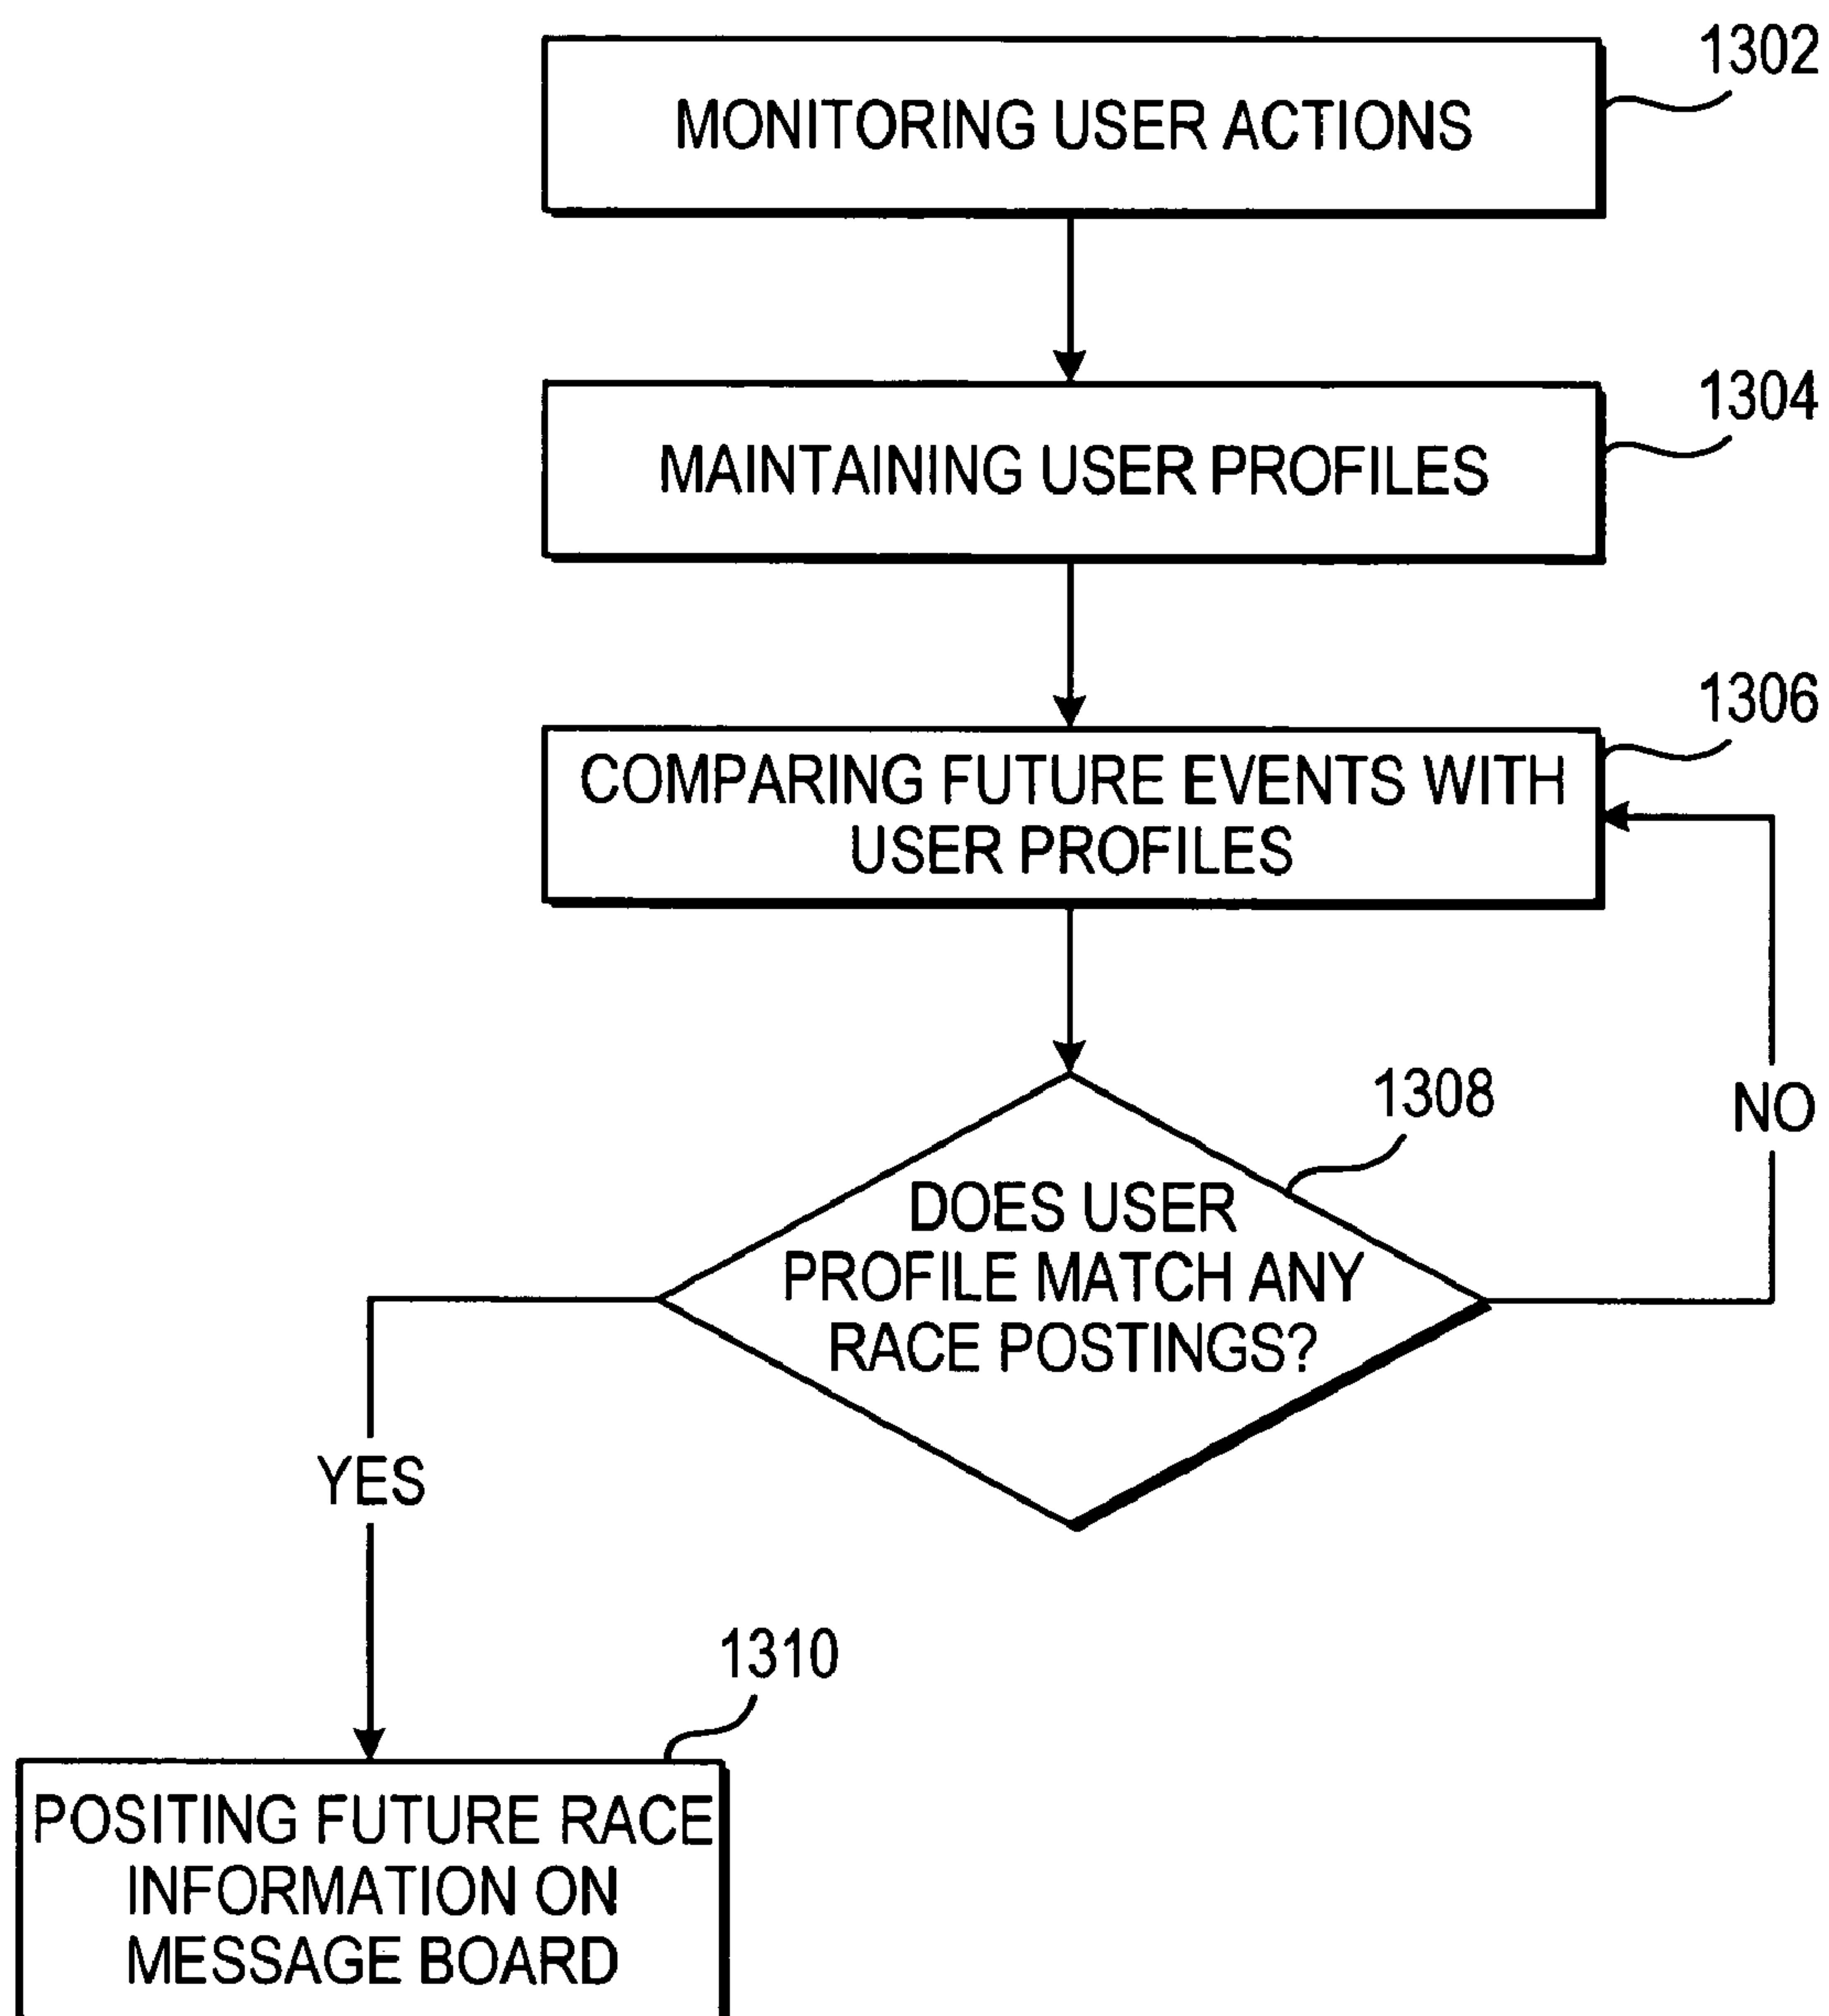 1302
MONITORING USER ACTIONS
1304
MAINTAINING USER PROFILES
1306
COMPARING FUTURE EVENTS WITH
USER PROFILES
1308
NO
DOES USER
PROFILE MATCH ANY
RACE POSTINGS?
YES
1310
POSITING FUTURE RACE
INFORMATION ON
MESSAGE BOARD